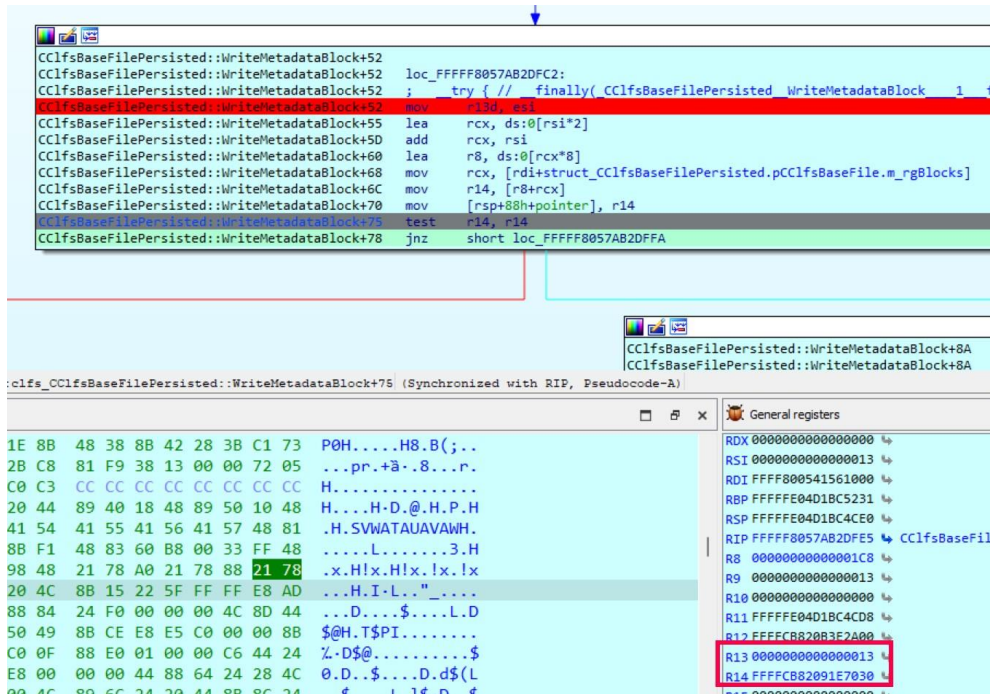 CClfsBaseFilePersisted::WriteMetadataBlock+52
CClfsBaseFilePersisted::WriteMetadataBlock+52 loc_FFFFF8057AB2DFC2:
CClfsBaseFilePersisted::WriteMetadataBlock+52 ; __try { // __finally(_CClfsBaseFilePersisted__WriteMetadataBlock____1___f
CClfsBaseFilePersisted::WriteMetadataBlock+52 mov r13d, esi
CClfsBaseFilePersisted::WriteMetadataBlock+55 lea rcx, ds:0[rsi*2]
CClfsBaseFilePersisted::WriteMetadataBlock+5D add rcx, rsi
CClfsBaseFilePersisted::WriteMetadataBlock+60 lea r8, ds:0[rcx*8]
CClfsBaseFilePersisted::WriteMetadataBlock+68 mov rcx, [rdi+struct_CClfsBaseFilePersisted.pCClfsBaseFile.m_rgBlocks]
CClfsBaseFilePersisted::WriteMetadataBlock+6C mov r14, [r8+rcx]
CClfsBaseFilePersisted::WriteMetadataBlock+70 mov [rsp+88h+pointer], r14
CClfsBaseFilePersisted::WriteMetadataBlock+75 test r14, r14
CClfsBaseFilePersisted::WriteMetadataBlock+78 jnz short loc_FFFFF8057AB2DFFA
CClfsBaseFilePersisted::WriteMetadataBlock+8A
CClfsBaseFilePersisted::WriteMetadataBlock+8A
:clfs_CClfsBaseFilePersisted::WriteMetadataBlock+75 (Synchronized with RIP, Pseudocode-A)
1E 8B 48 38 8B 42 28 3B C1 73 P0H.....H8.B(;..
2B C8 81 F9 38 13 00 00 72 05 ...pr.+ȁ·.8...r.
C0 C3 CC CC CC CC CC CC CC CC H...............
20 44 89 40 18 48 89 50 10 48 H....H·D.@.H.P.H
41 54 41 55 41 56 41 57 48 81 .H.SVWATAUAVAWH.
8B F1 48 83 60 B8 00 33 FF 48 .....L.......3.H
98 48 21 78 A0 21 78 88 21 78 .x.H!x.H!x.!x.!x
20 4C 8B 15 22 5F FF FF E8 AD ...H.I·L.."_....
88 84 24 F0 00 00 00 4C 8D 44 ...D....$....L.D
50 49 8B CE E8 E5 C0 00 00 8B $@H.T$PI........
C0 0F 88 E0 01 00 00 C6 44 24 ·D$@..........$
E8 00 00 00 44 88 64 24 28 4C 0.D..$....D.d$(L
General registers
RDX 0000000000000000
RSI 0000000000000013
RDI FFFF800541561000
RBP FFFFFE04D1BC5231
RSP FFFFFE04D1BC4CE0
RIP FFFFF8057AB2DFE5 CClfsBaseFil
R8 00000000000001C8
R9 0000000000000013
R10 0000000000000000
R11 FFFFFE04D1BC4CD8
R12 FFFFCB820B3E2A00
R13 0000000000000013
R14 FFFFCB82091E7030